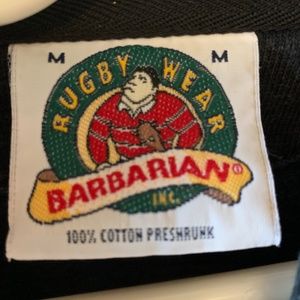 M M
RUGBY WEAR
BARBARIAN®
INC.
100% COTTON PRESHRUNK